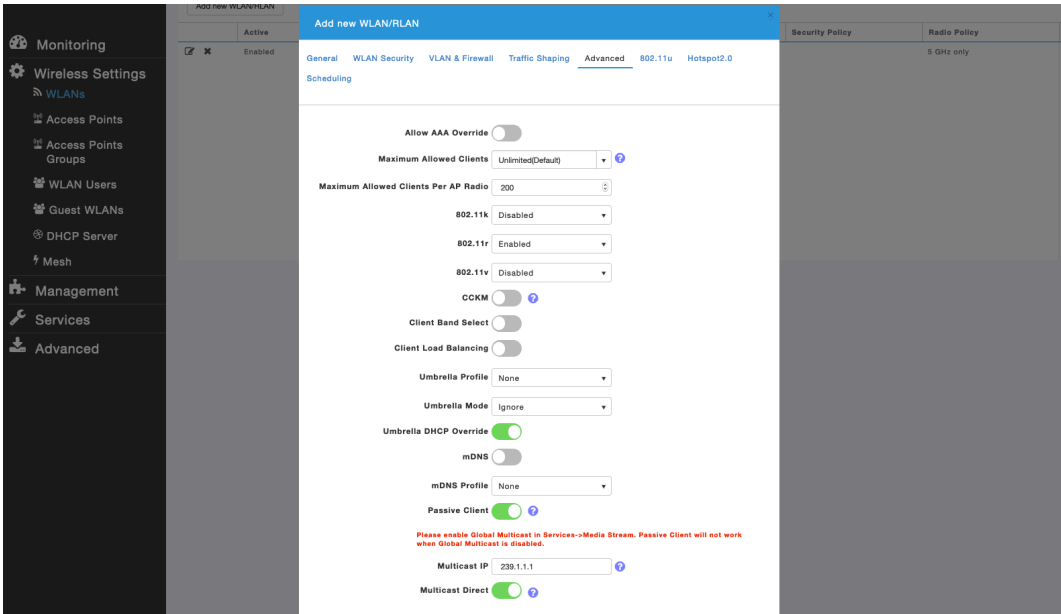 Add new WLAN/RLAN
Active
Security Policy
Radio Policy
Enabled
5 GHz only
Monitoring
Wireless Settings
WLANs
Access Points
Access Points
Groups
WLAN Users
Guest WLANs
DHCP Server
Mesh
Management
Services
Advanced
Add new WLAN/RLAN
×
General WLAN Security VLAN & Firewall Traffic Shaping Advanced 802.11u Hotspot2.0
Scheduling
Allow AAA Override
Maximum Allowed Clients Unlimited(Default) ?
Maximum Allowed Clients Per AP Radio 200
802.11k Disabled
802.11r Enabled
802.11v Disabled
CCKM ?
Client Band Select
Client Load Balancing
Umbrella Profile None
Umbrella Mode Ignore
Umbrella DHCP Override
mDNS
mDNS Profile None
Passive Client ?
Please enable Global Multicast in Services->Media Stream. Passive Client will not work
when Global Multicast is disabled.
Multicast IP 239.1.1.1 ?
Multicast Direct ?